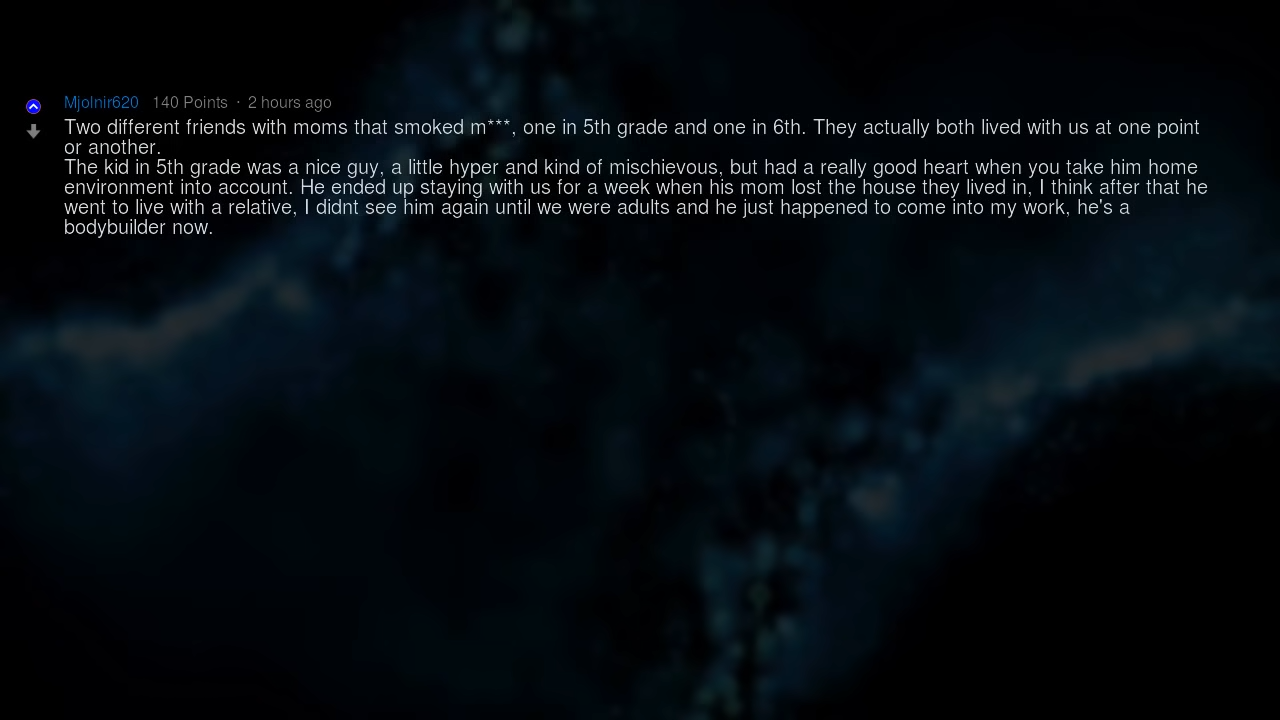 Mjolnir620 140 Points · 2 hours ago
Two different friends with moms that smoked m***, one in 5th grade and one in 6th. They actually both lived with us at one point
or another.
The kid in 5th grade was a nice guy, a little hyper and kind of mischievous, but had a really good heart when you take him home
environment into account. He ended up staying with us for a week when his mom lost the house they lived in, I think after that he
went to live with a relative, I didnt see him again until we were adults and he just happened to come into my work, he's a
bodybuilder now.